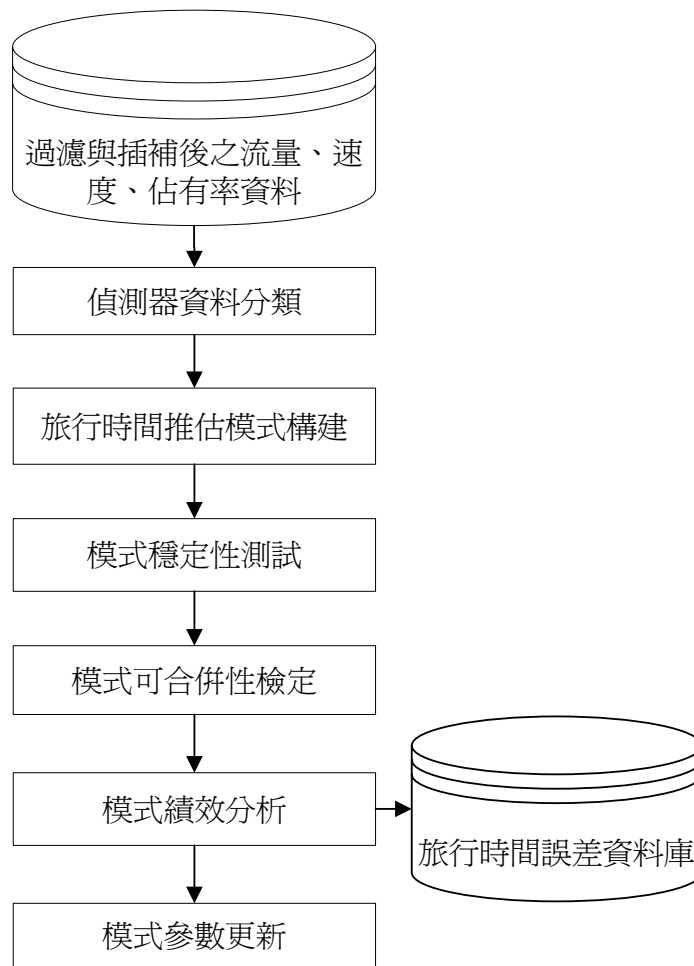 過濾與插補後之流量、速
度、佔有率資料
偵測器資料分類
旅行時間推估模式構建
模式穩定性測試
模式可合併性檢定
模式績效分析
旅行時間誤差資料庫
模式參數更新